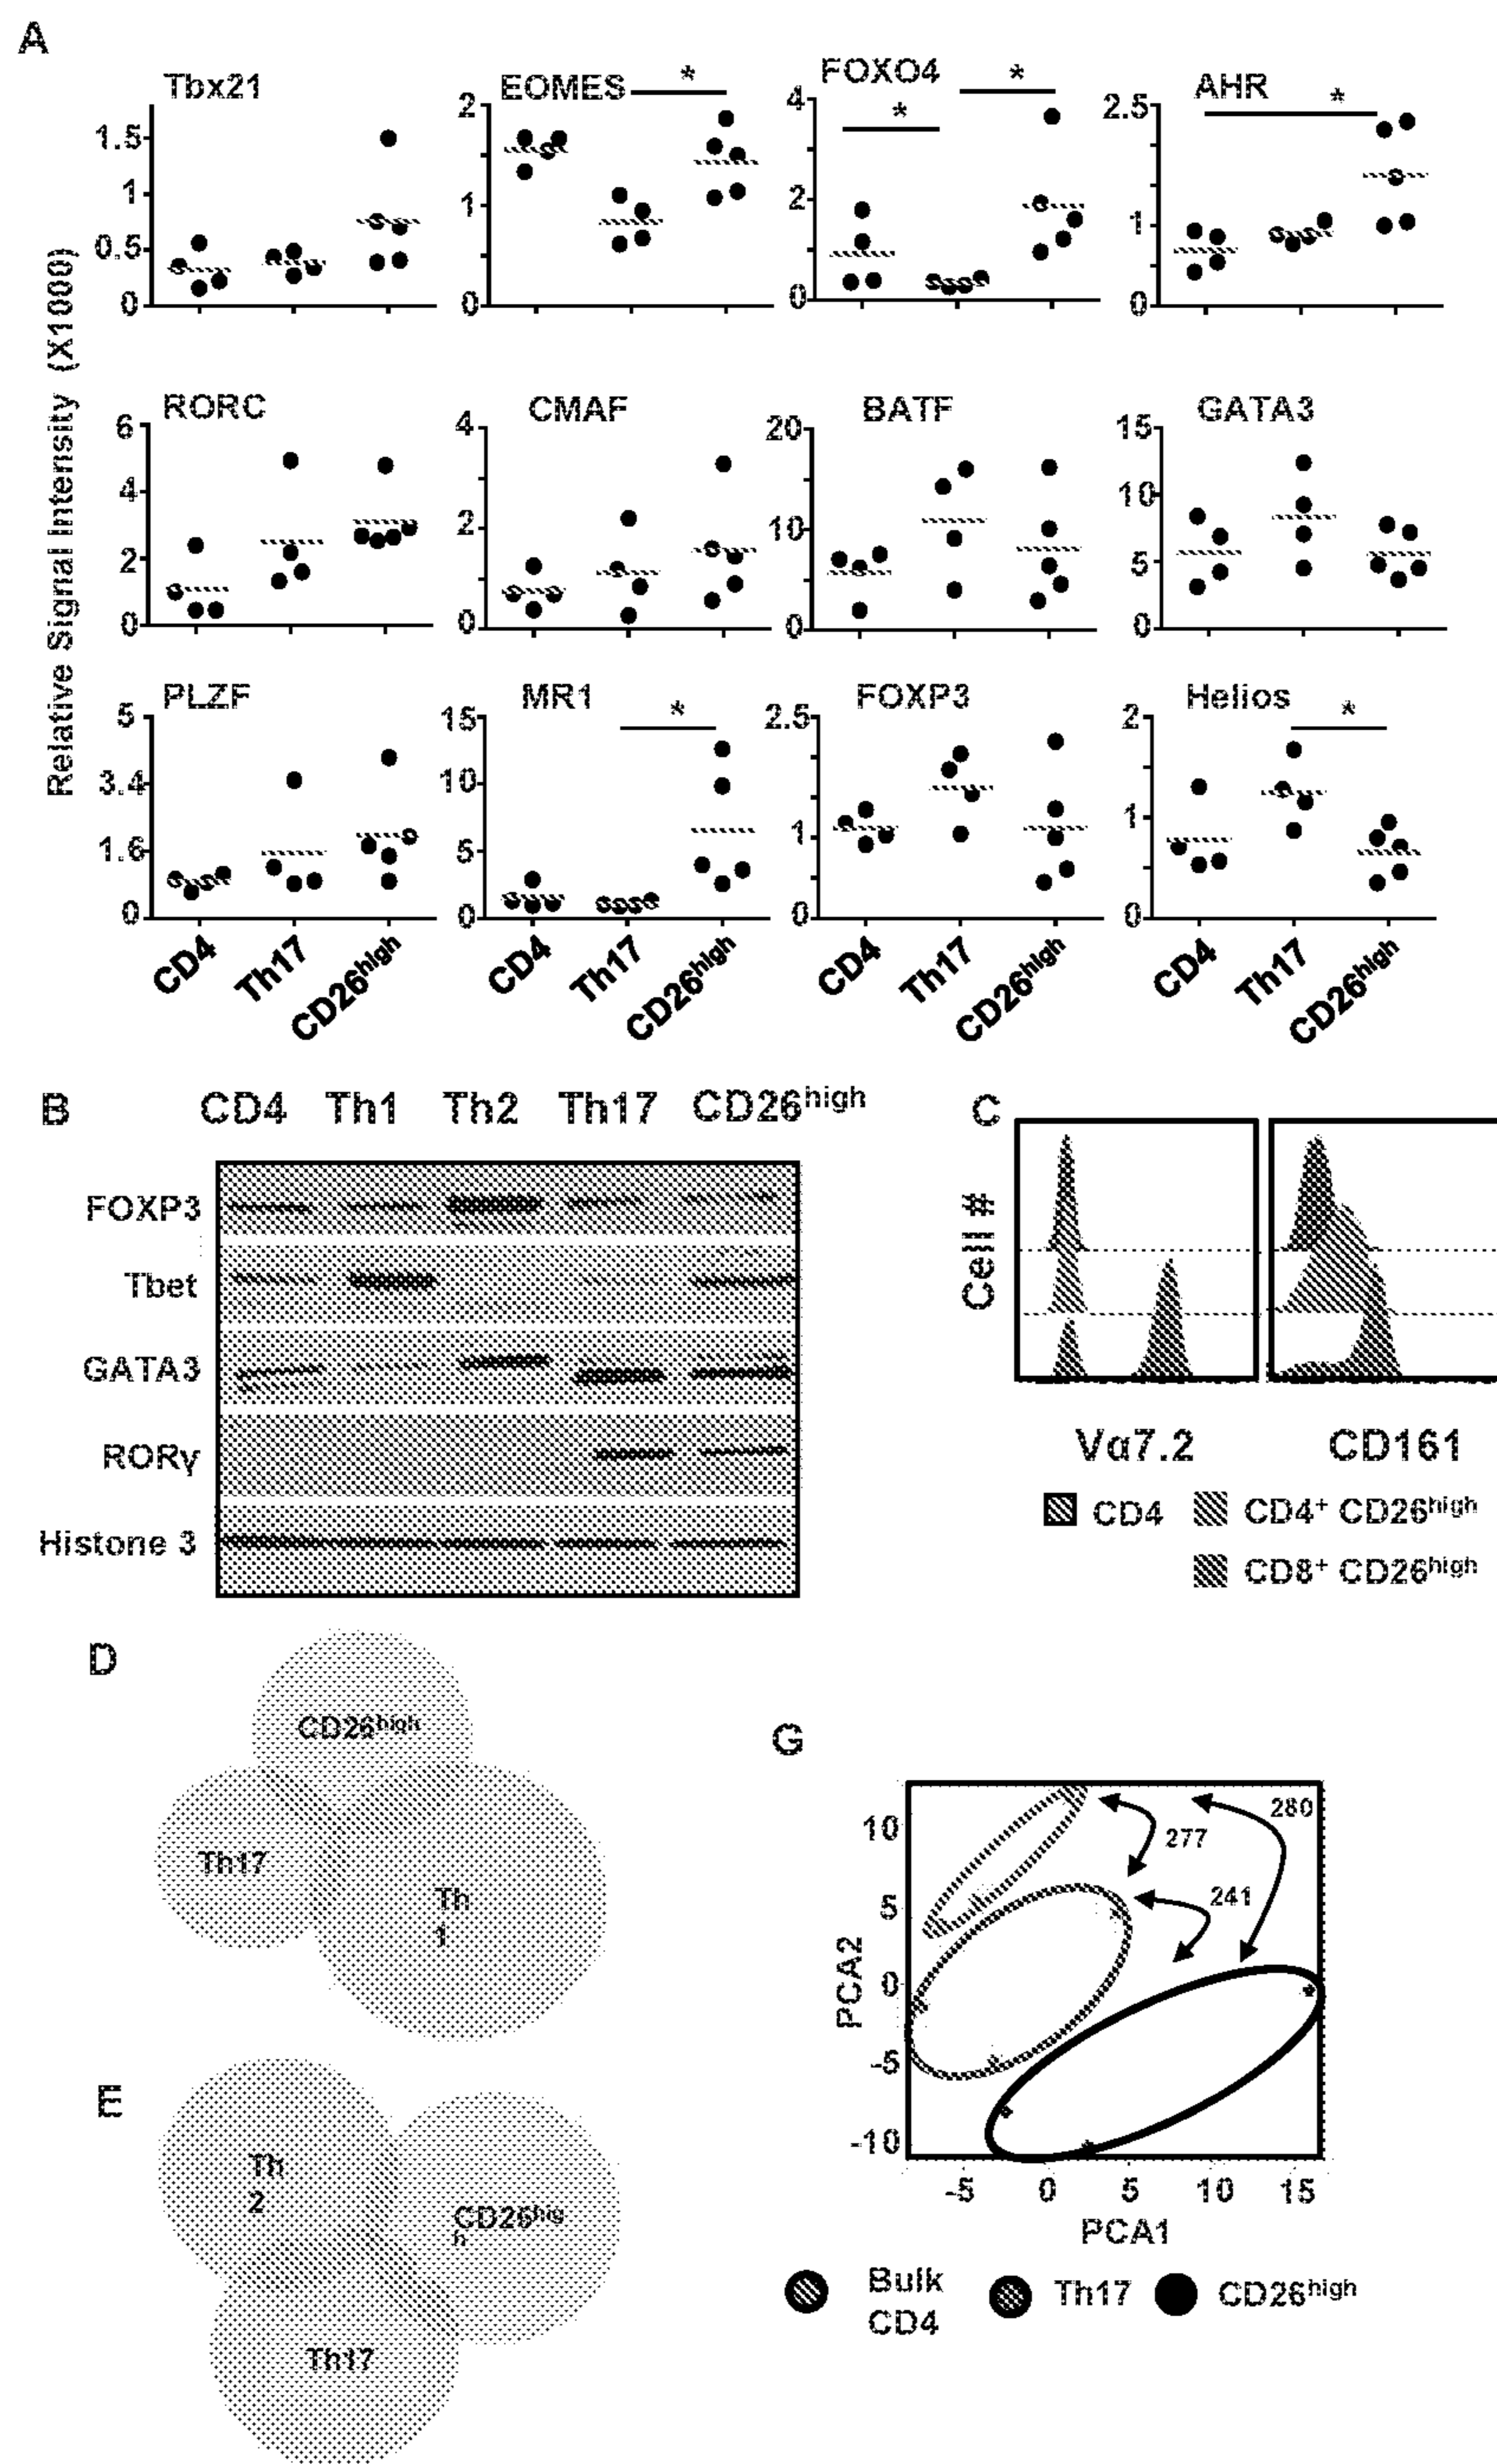 A
Relative Signal Intensity (X1000)
Tbx21
1.5
1
0.5
0
EOMES
*
2
1
0
FOXO4
*
*
4
2
0
AHR
*
2.5
1
0
RORC
6
4
2
0
CMAF
4
2
0
BATF
20
10
0
GATA3
15
10
5
0
PLZF
5
3.4
1.6
0
MR1
*
15
10
5
0
FOXP3
2.5
1
0
Helios
*
2
1
0
CD4 Th17 CD26high
CD4 Th17 CD26high
CD4 Th17 CD26high
CD4 Th17 CD26high
B
CD4 Th1 Th2 Th17 CD26high
FOXP3
Tbet
GATA3
RORγ
Histone 3
C
Cell #
Vα7.2 CD161
CD4 CD4+ CD26high
CD8+ CD26high
D
CD26high
Th17
Th
1
E
Th
2
CD26hig
h
Th17
G
PCA2
10
5
0
-5
-10
280
277
241
-5 0 5 10 15
PCA1
Bulk
CD4
Th17
CD26high